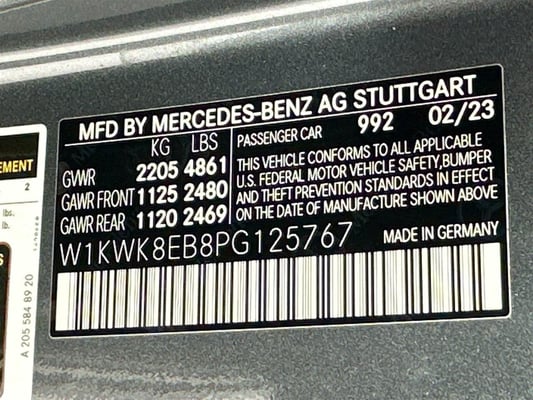 MFD BY MERCEDES-BENZ AG STUTTGART
KG LBS
GVWR 2205 4861
GAWR FRONT 1125 2480
GAWR REAR 1120 2469
PASSENGER CAR 992 02/23
THIS VEHICLE CONFORMS TO ALL APPLICABLE
U.S. FEDERAL MOTOR VEHICLE SAFETY, BUMPER
AND THEFT PREVENTION STANDARDS IN EFFECT
ON THE DATE OF MANUFACTURE SHOWN ABOVE
W1KWK8EB8PG125767 MADE IN GERMANY
EMENT
2
lbs.
lbs.
S
A 205 584 89 20